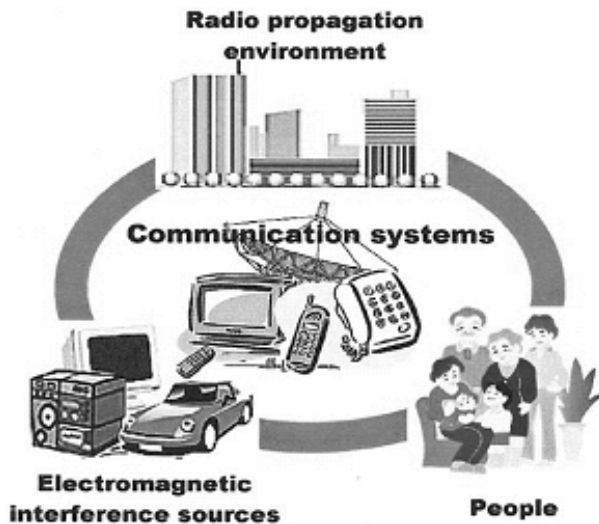 Radio propagation
environment
Communication systems
Electromagnetic
interference sources
People